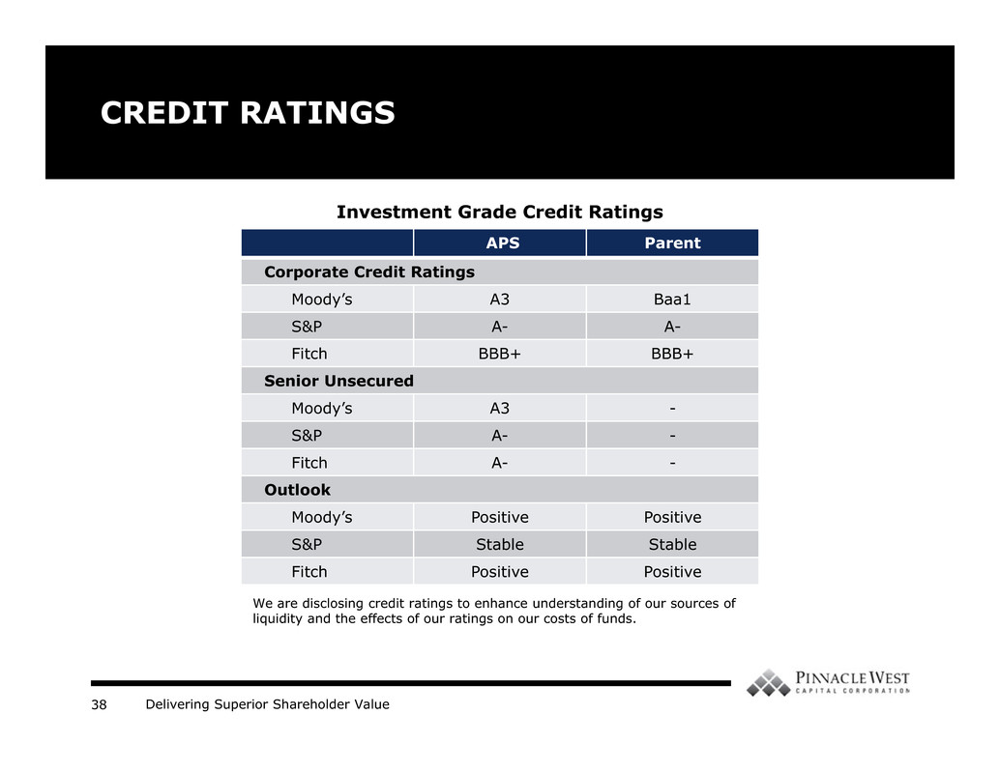 CREDIT RATINGS
Investment Grade Credit Ratings
APS Parent
Corporate Credit Ratings
Moody’s A3 Baa1
S&P A- A-
Fitch BBB+ BBB+
Senior Unsecured
Moody’s A3 -
S&P A- -
Fitch A- -
Outlook
Moody’s Positive Positive
S&P Stable Stable
Fitch Positive Positive
We are disclosing credit ratings to enhance understanding of our sources of
liquidity and the effects of our ratings on our costs of funds.
PINNACLE WEST
CAPITAL CORPORATION
38 Delivering Superior Shareholder Value